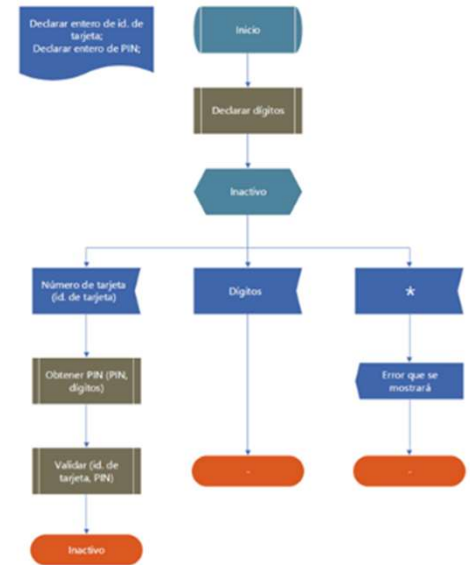 Declarar entero de id. de
tarjeta;
Declarar entero de PIN;
Inicio
Declarar dígitos
Inactivo
Número de tarjeta
(id. de tarjeta)
Dígitos
*
Obtener PIN (PIN,
dígitos)
Error que se
mostrará
Validar (id. de
tarjeta, PIN)
-
-
Inactivo